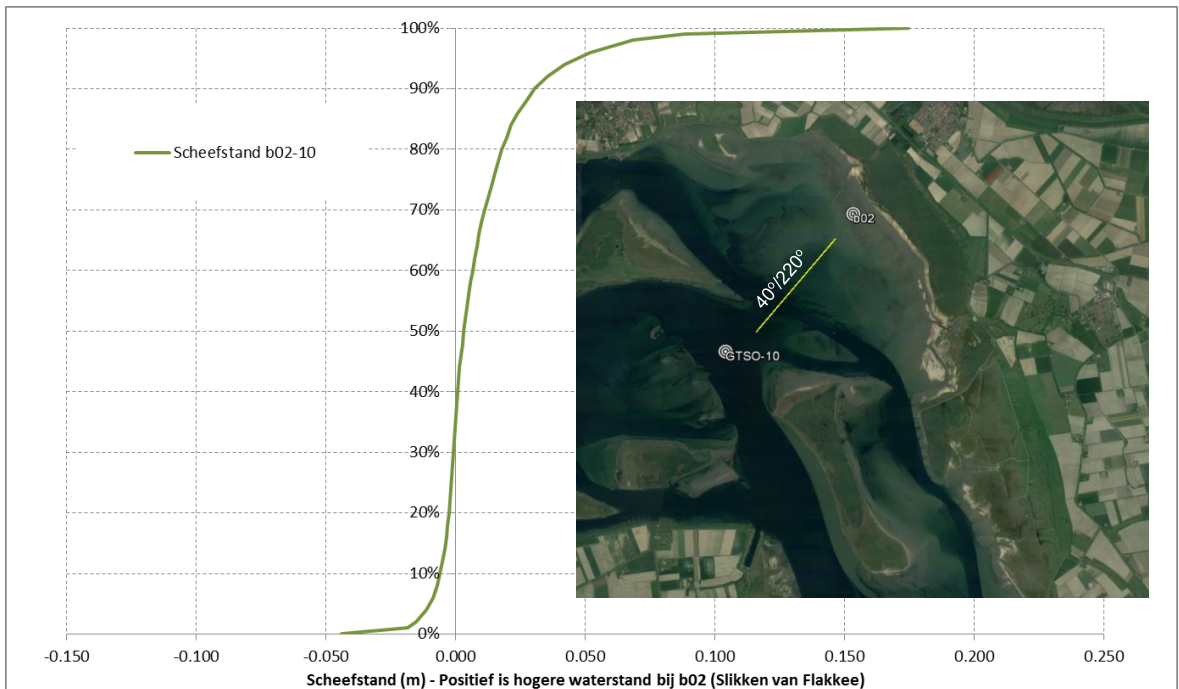 100%
90%
80%
70%
60%
50%
40%
30%
20%
10%
0%
Scheefstand b02-10
b02
40°/220°
GTSO-10
-0.150 -0.100 -0.050 0.000 0.050 0.100 0.150 0.200 0.250
Scheefstand (m) - Positief is hogere waterstand bij b02 (Slikken van Flakkee)